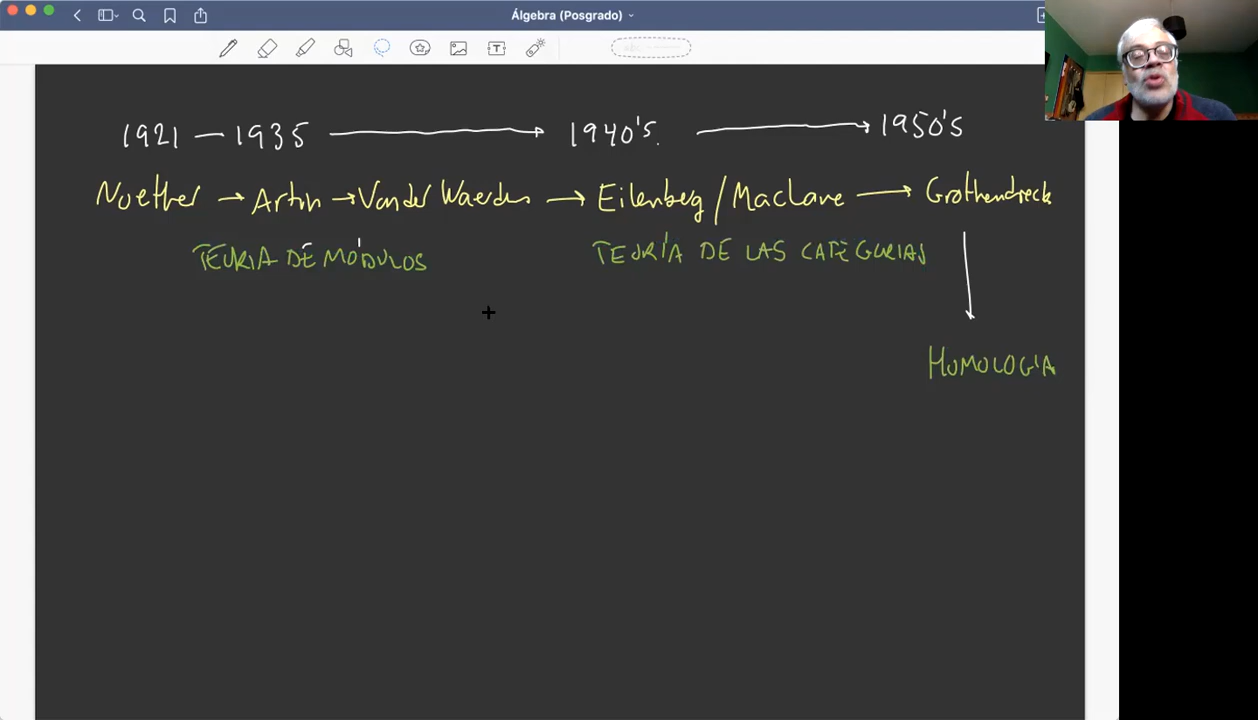 Álgebra (Posgrado)
1921 — 1935 → 1940's. → 1950's
Noether → Artin → Van der Waerden → Eilenberg / MacLane → Grothendieck
TEORIA DE MÓDULOS TEORÍA DE LAS CATEGORIAS
HOMOLOGIA